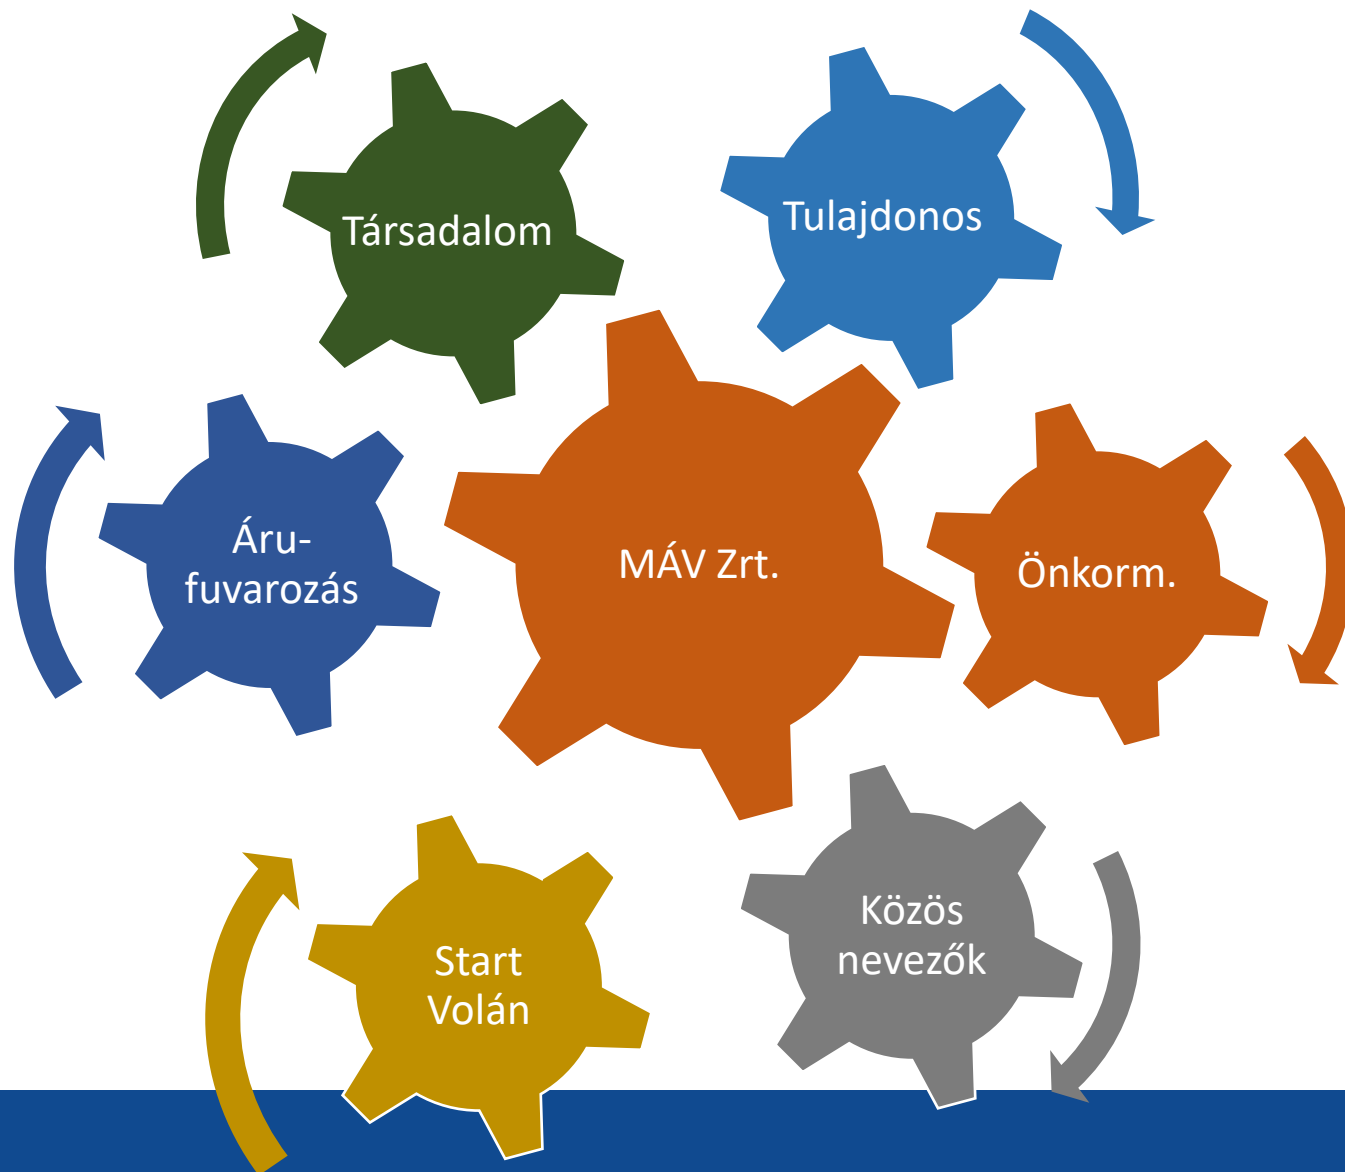 Társadalom
Tulajdonos
Áru-
fuvarozás
MÁV Zrt.
Önkorm.
Start
Volán
Közös
nevezők